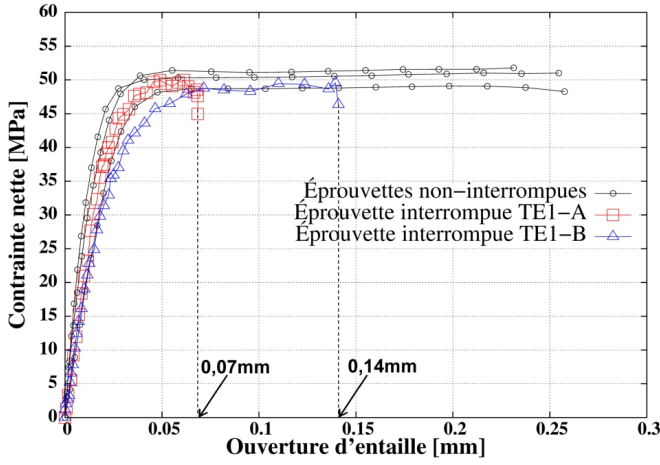 60
55
50
45
40
35
30
25
20
15
10
5
0
Contrainte nette [MPa]
Éprouvettes non−interrompues
Éprouvette interrompue TE1−A
Éprouvette interrompue TE1−B
0,07mm
0,14mm
0 0.05 0.1 0.15 0.2 0.25 0.3
Ouverture d'entaille [mm]